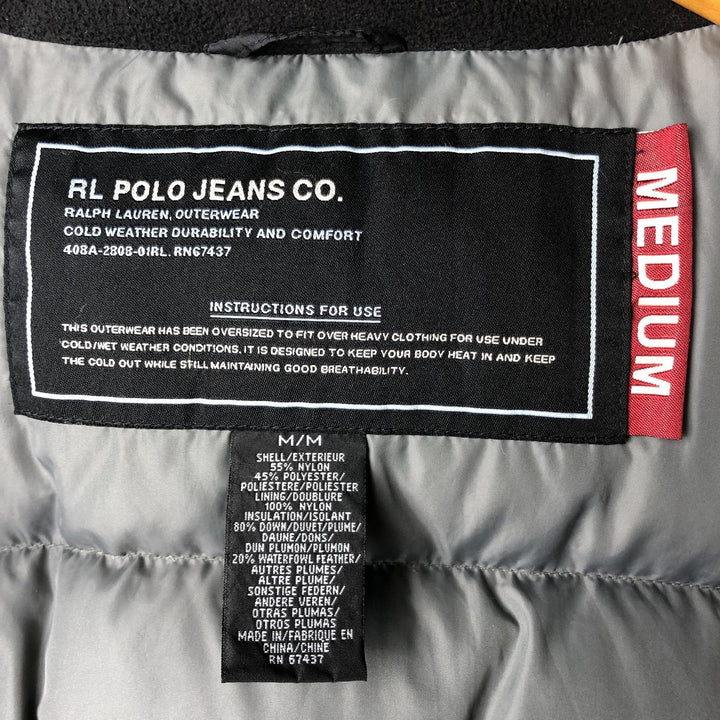 RL POLO JEANS CO.
RALPH LAUREN, OUTERWEAR
COLD WEATHER DURABILITY AND COMFORT
408A-2808-01RL. RN67437
INSTRUCTIONS FOR USE
THIS OUTERWEAR HAS BEEN OVERSIZED TO FIT OVER HEAVY CLOTHING FOR USE UNDER
COLD/WET WEATHER CONDITIONS. IT IS DESIGNED TO KEEP YOUR BODY HEAT IN AND KEEP
THE COLD OUT WHILE STILL MAINTAINING GOOD BREATHABILITY.
MEDIUM
M/M
SHELL/EXTERIEUR
55% NYLON
45% POLYESTER/
POLIESTERE/POLIESTER
LINING/DOUBLURE
100% NYLON
INSULATION/ISOLANT
80% DOWN/DUVET/PLUME/
DAUNE/DONS/
DUN PLUMON/PLUMON
20% WATERFOWL FEATHER/
AUTRES PLUMES/
ALTRE PLUME/
SONSTIGE FEDERN/
ANDERE VEREN/
OTRAS PLUMAS/
OTROS PLUMAS
MADE IN/FABRIQUE EN
CHINA/CHINE
RN 67437